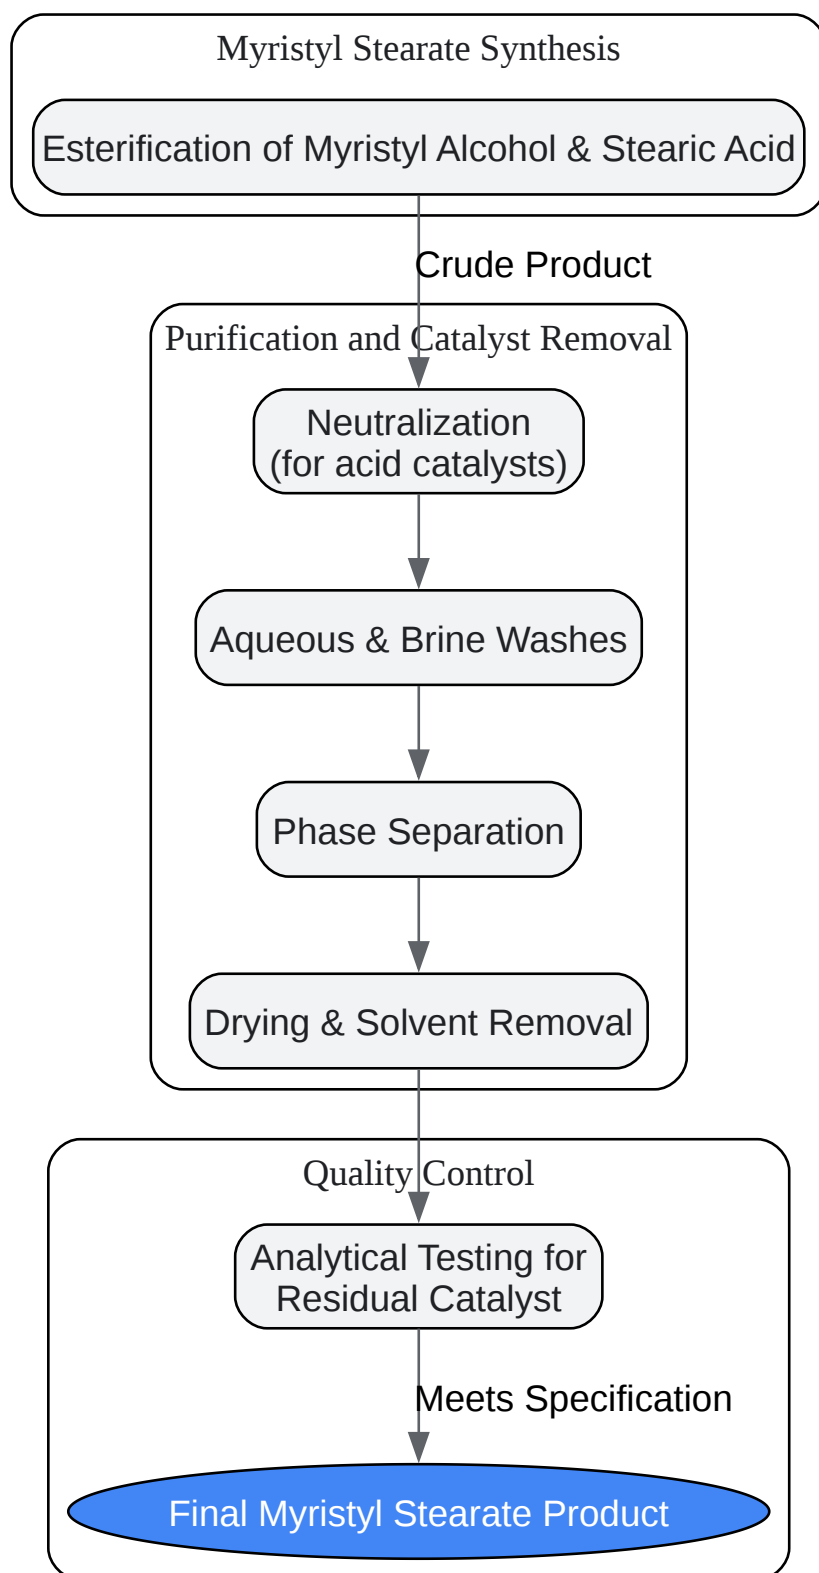 Myristyl Stearate Synthesis
Esterification of Myristyl Alcohol & Stearic Acid
Crude Product
Purification and Catalyst Removal
Neutralization
(for acid catalysts)
Aqueous & Brine Washes
Phase Separation
Drying & Solvent Removal
Quality Control
Analytical Testing for
Residual Catalyst
Meets Specification
Final Myristyl Stearate Product